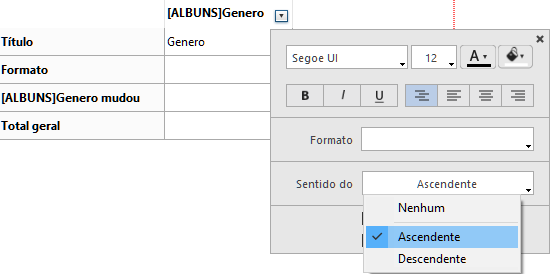 [ALBUNS]Genero
Título Genero
Formato
[ALBUNS]Genero mudou
Total geral
Segoe UI 12 A
B I U
Formato
Sentido do Ascendente
Nenhum
Ascendente
Descendente